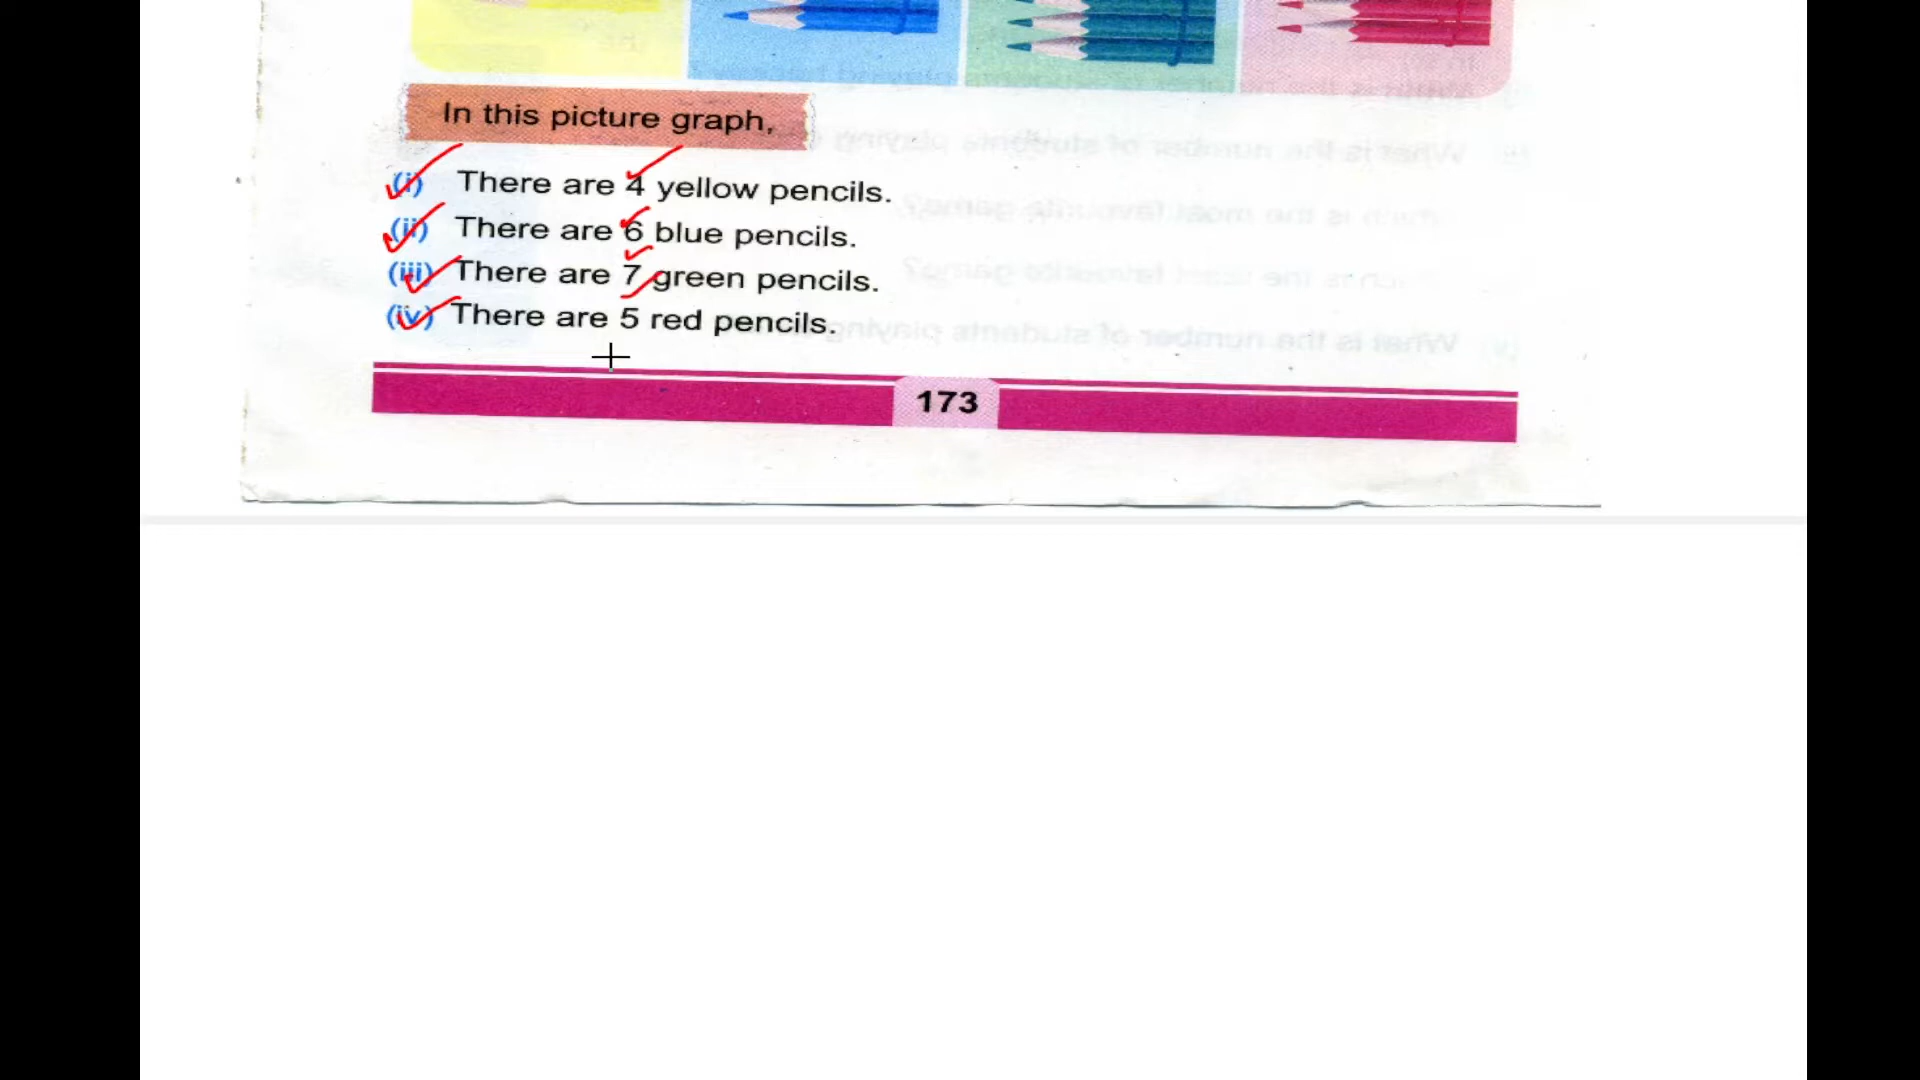 In this picture graph,
(i) There are 4 yellow pencils.
(ii) There are 6 blue pencils.
(iii) There are 7 green pencils.
(iv) There are 5 red pencils.
173